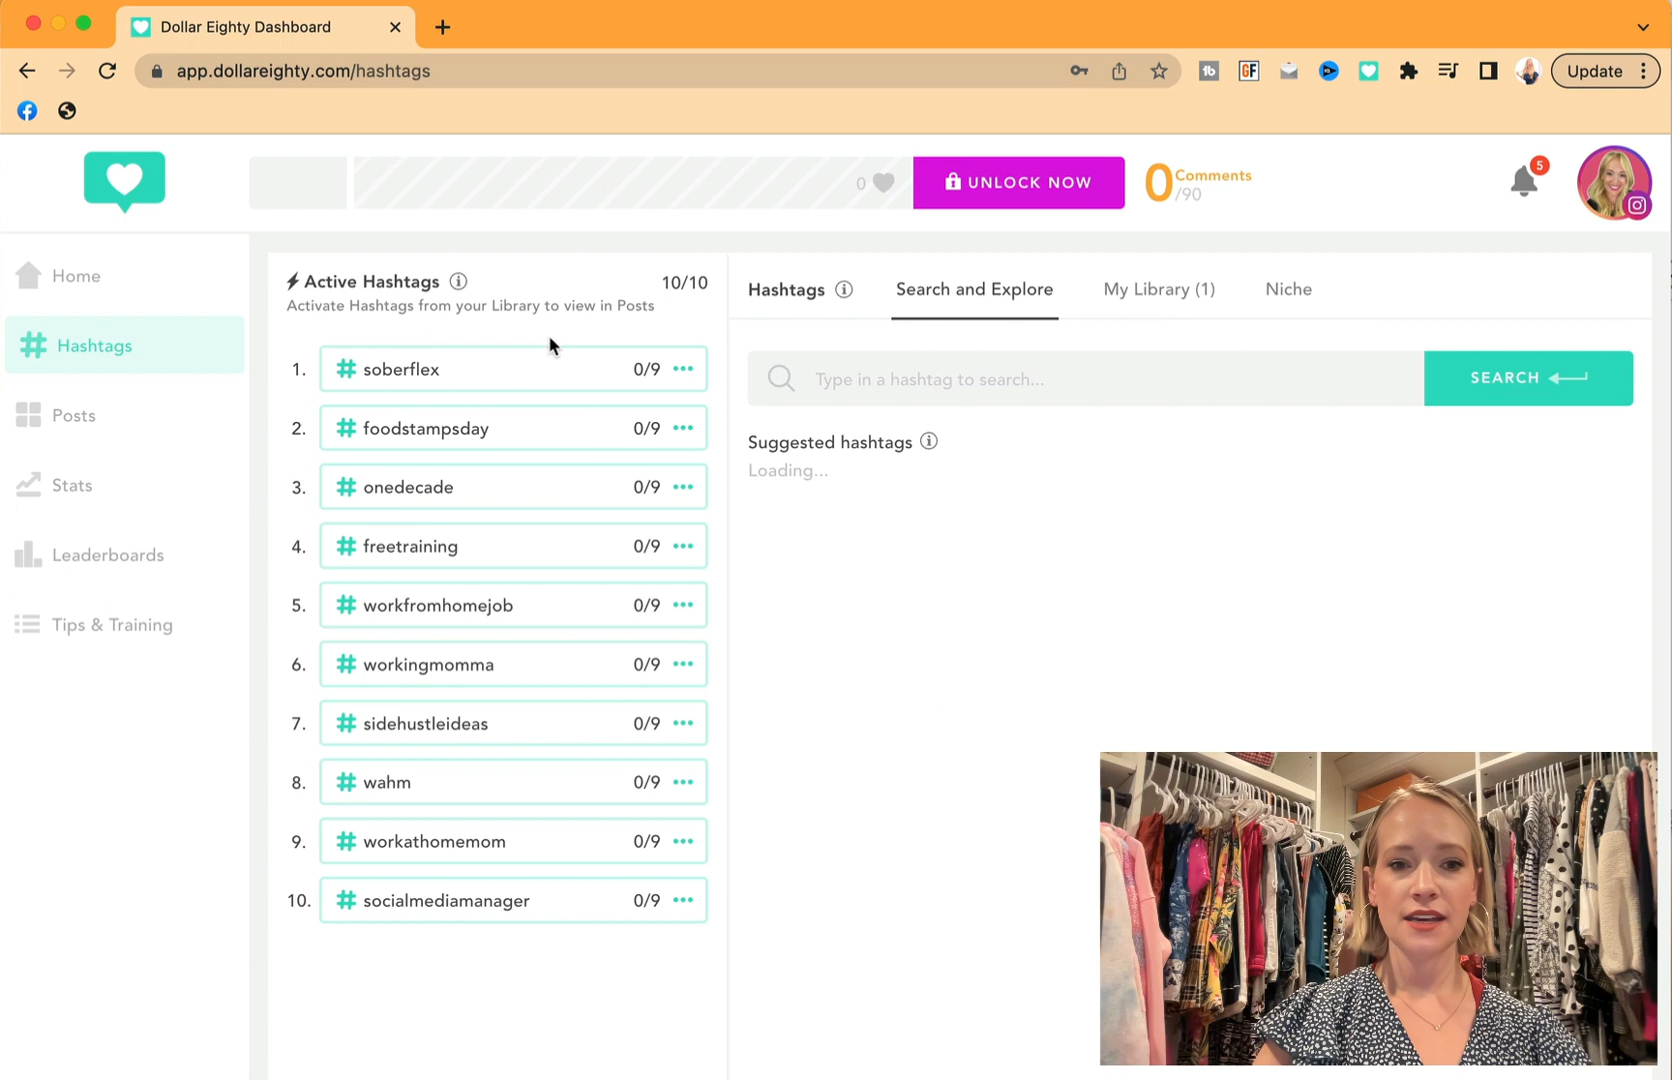 Dollar Eighty Dashboard
app.dollareighty.com/hashtags
tb
GF
Update
0
UNLOCK NOW
0 Comments
/90
5
Home
Hashtags
Posts
Stats
Leaderboards
Tips & Training
Active Hashtags
10/10
Activate Hashtags from your Library to view in Posts
1. # soberflex 0/9
2. # foodstampsday 0/9
3. # onedecade 0/9
4. # freetraining 0/9
5. # workfromhomejob 0/9
6. # workingmomma 0/9
7. # sidehustleideas 0/9
8. # wahm 0/9
9. # workathomemom 0/9
10. # socialmediamanager 0/9
Hashtags
Search and Explore
My Library (1)
Niche
Type in a hashtag to search...
SEARCH
Suggested hashtags
Loading...